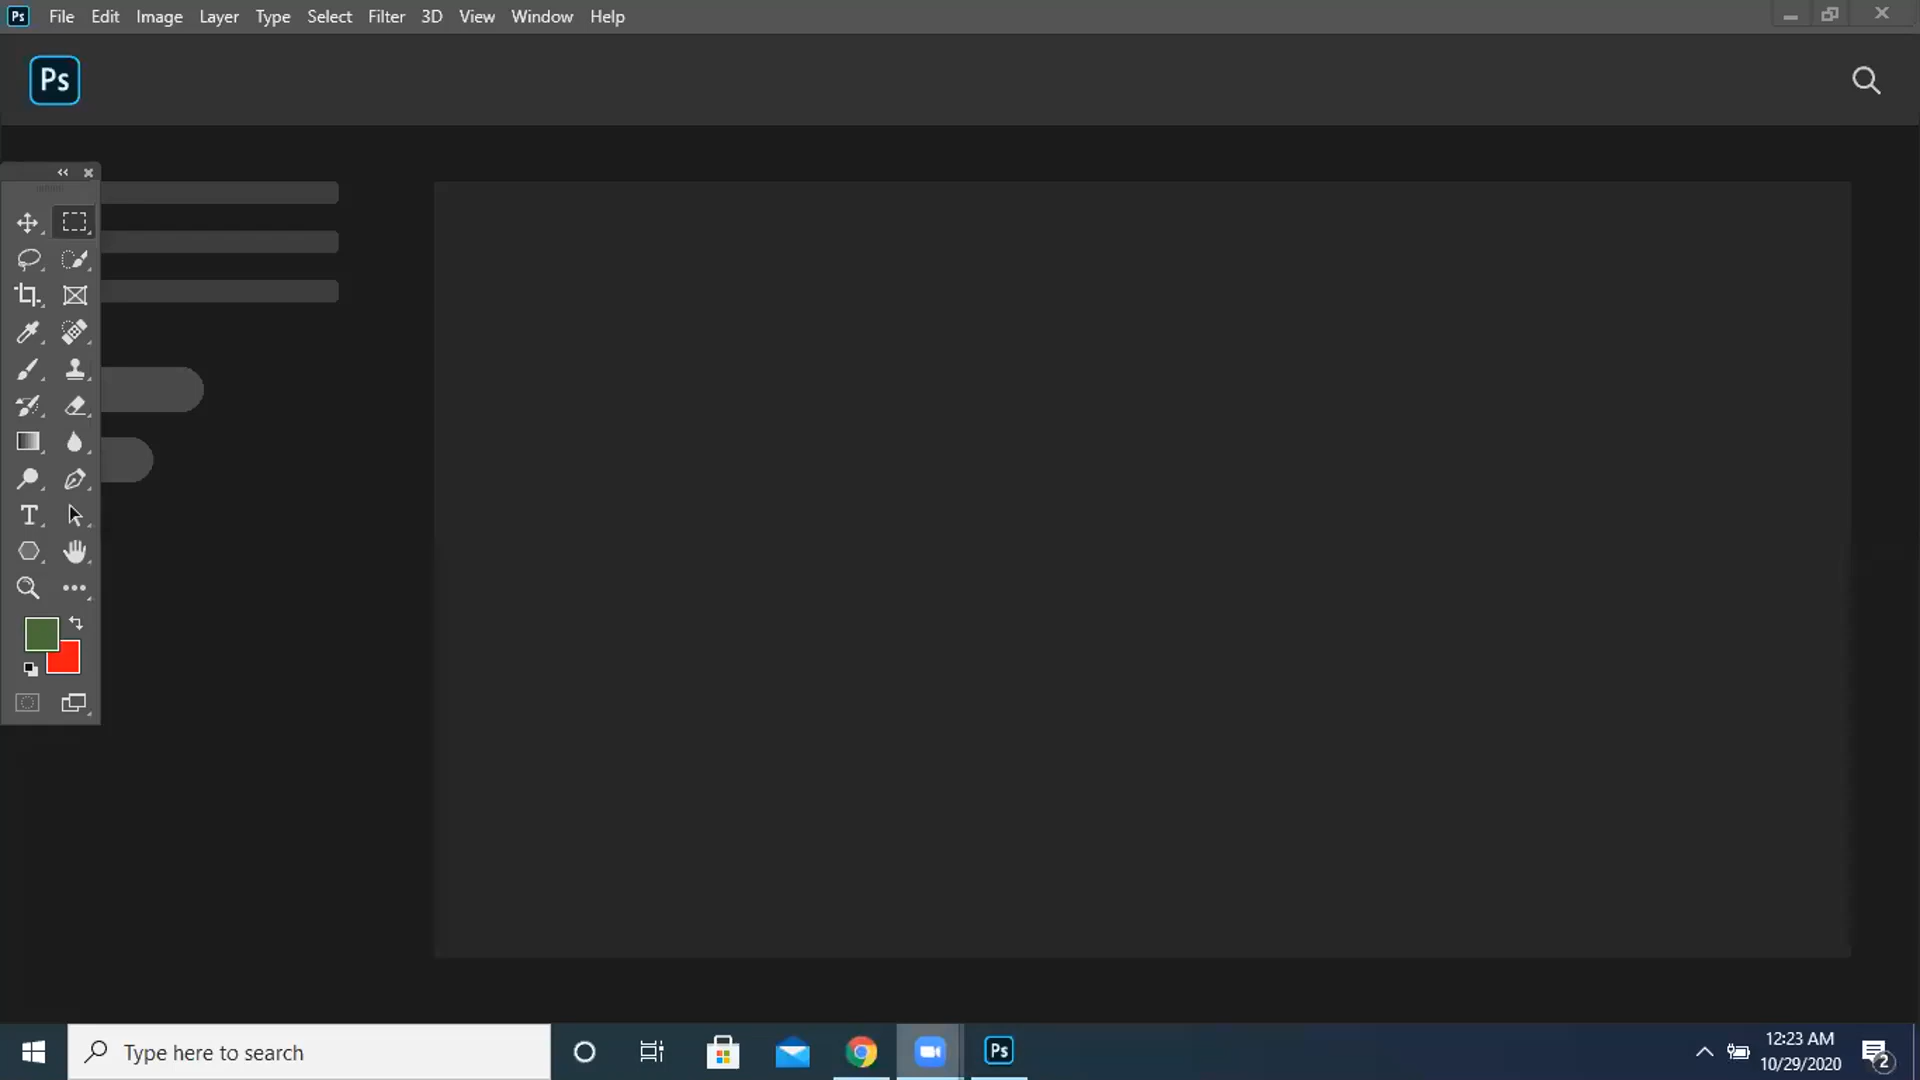 Ps File Edit Image Layer Type Select Filter 3D View Window Help
Ps
Type here to search
Ps
12:23 AM
10/29/2020
2